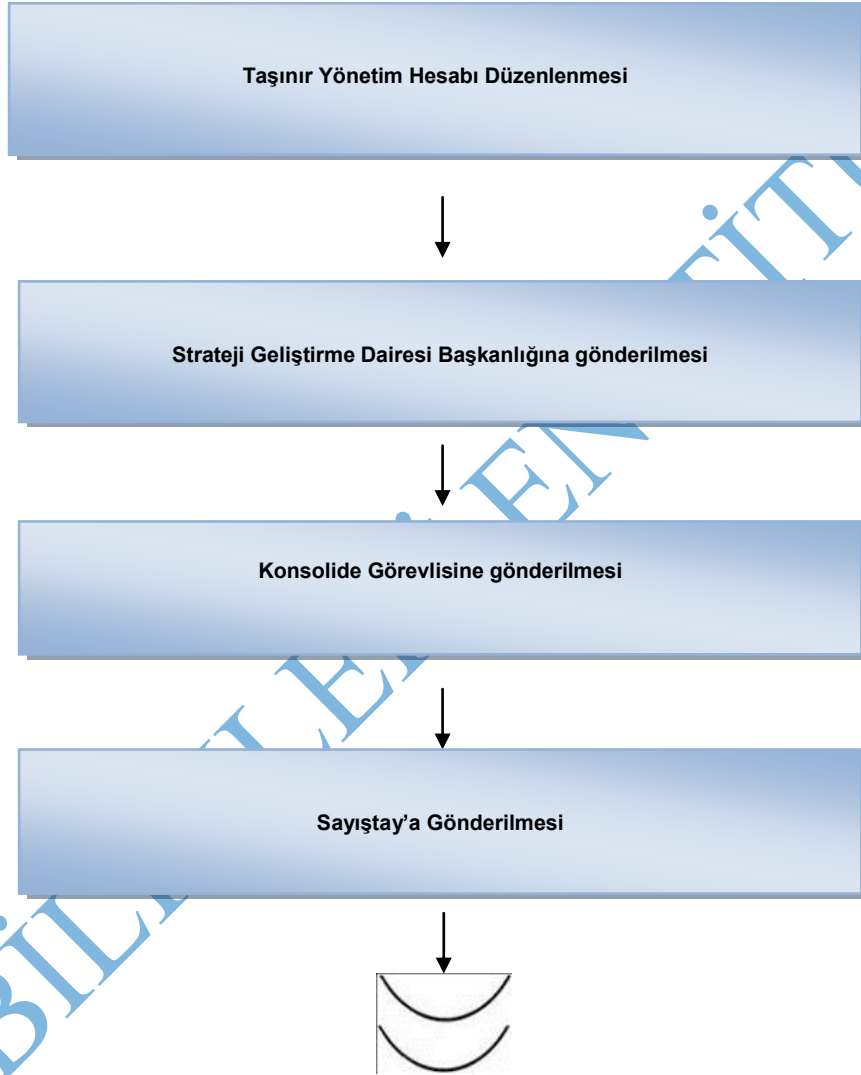 Taşınır Yönetim Hesabı Düzenlenmesi
Strateji Geliştirme Dairesi Başkanlığına gönderilmesi
Konsolide Görevlisine gönderilmesi
Sayıştay’a Gönderilmesi